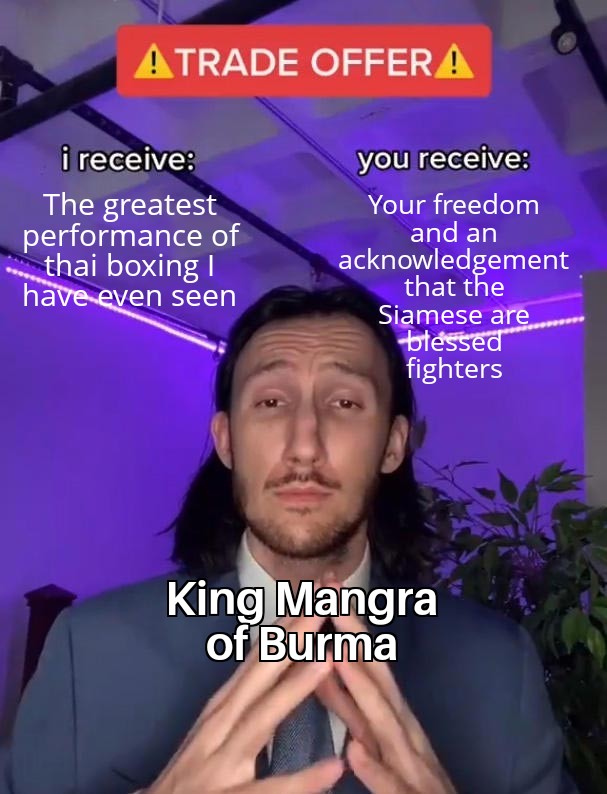 ⚠️TRADE OFFER⚠️
i receive:
you receive:
The greatest
performance of
thai boxing I
have even seen
Your freedom
and an
acknowledgement
that the
Siamese are
blessed
fighters
King Mangra
of Burma